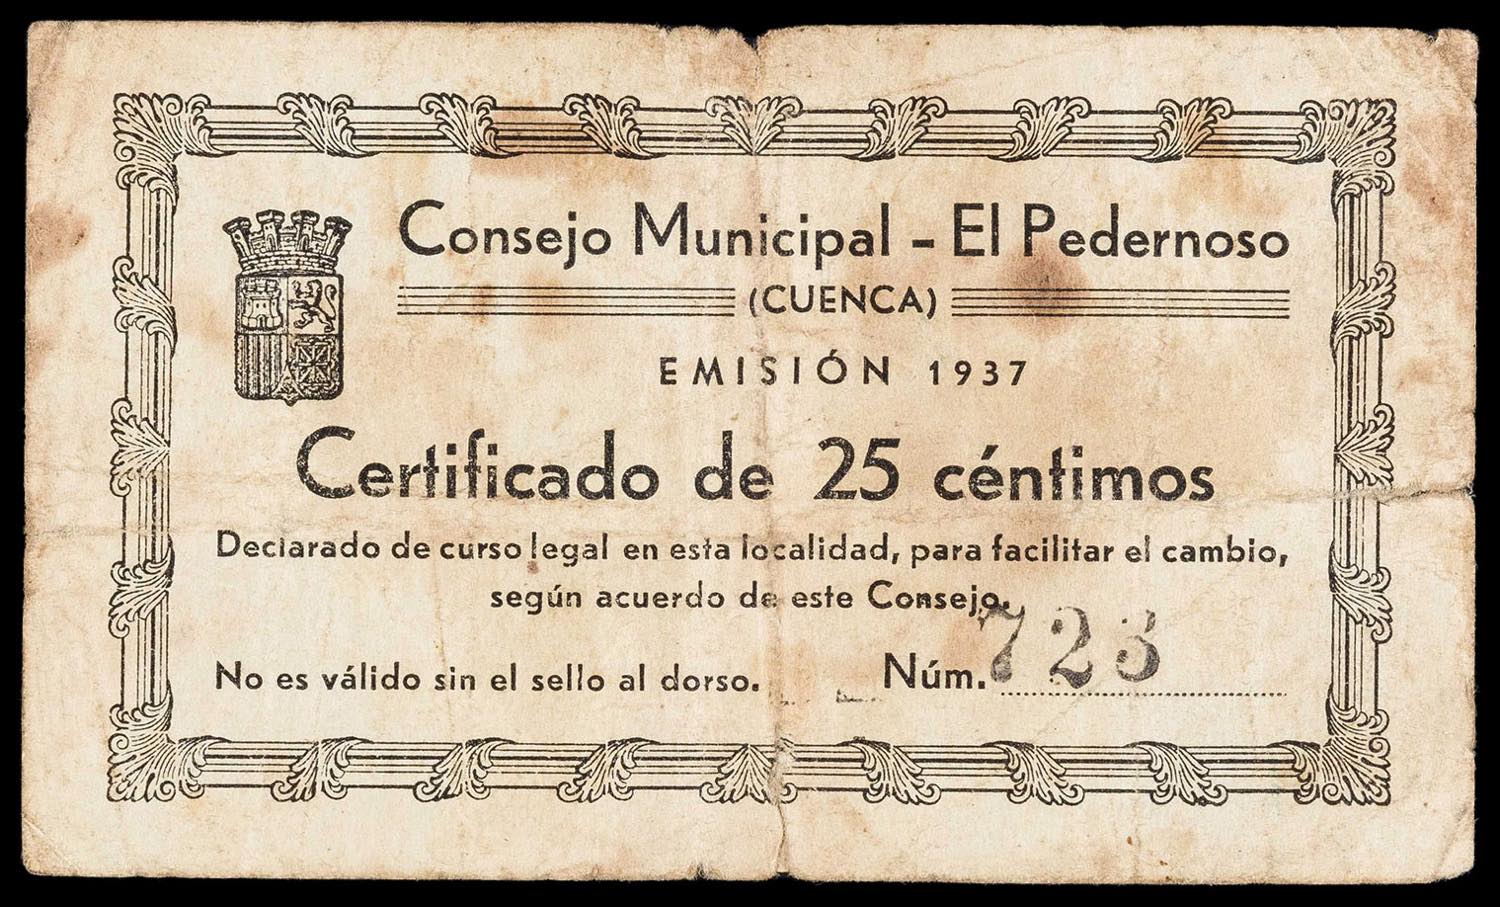 Consejo Municipal - El Pedernoso
(CUENCA)
EMISIÓN 1937
Certificado de 25 céntimos
Declarado de curso legal en esta localidad, para facilitar el cambio,
según acuerdo de este Consejo.
No es válido sin el sello al dorso. Núm. 723